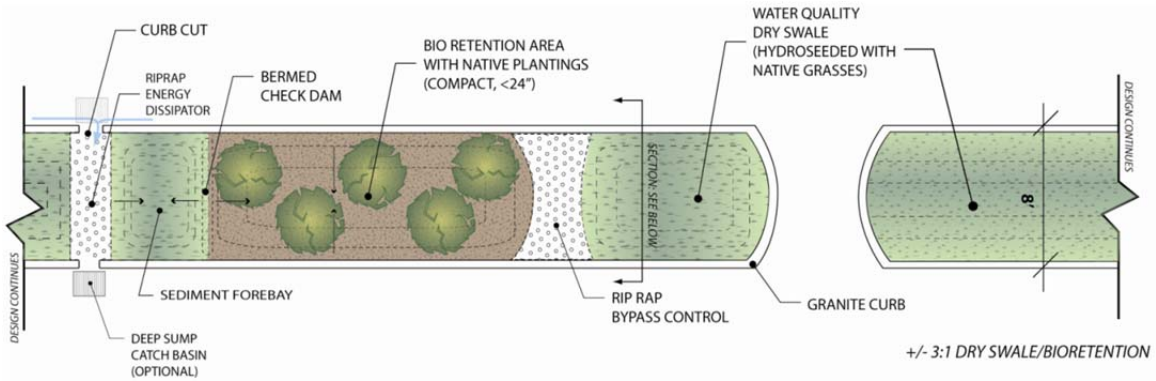 CURB CUT
RIPRAP
ENERGY
DISSIPATOR
BERMED
CHECK DAM
BIO RETENTION AREA
WITH NATIVE PLANTINGS
(COMPACT, <24")
WATER QUALITY
DRY SWALE
(HYDROSEEDED WITH
NATIVE GRASSES)
DESIGN CONTINUES
SECTION: SEE BELOW
8'
DESIGN CONTINUES
SEDIMENT FOREBAY
DEEP SUMP
CATCH BASIN
(OPTIONAL)
RIP RAP
BYPASS CONTROL
GRANITE CURB
+/- 3:1 DRY SWALE/BIORETENTION